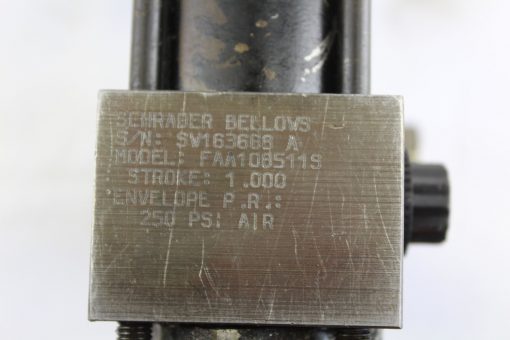 SCHRADER BELLOWS
S/N: SW163668 A
MODEL: FAA108511S
STROKE: 1.000
ENVELOPE P.R.:
250 PSI AIR